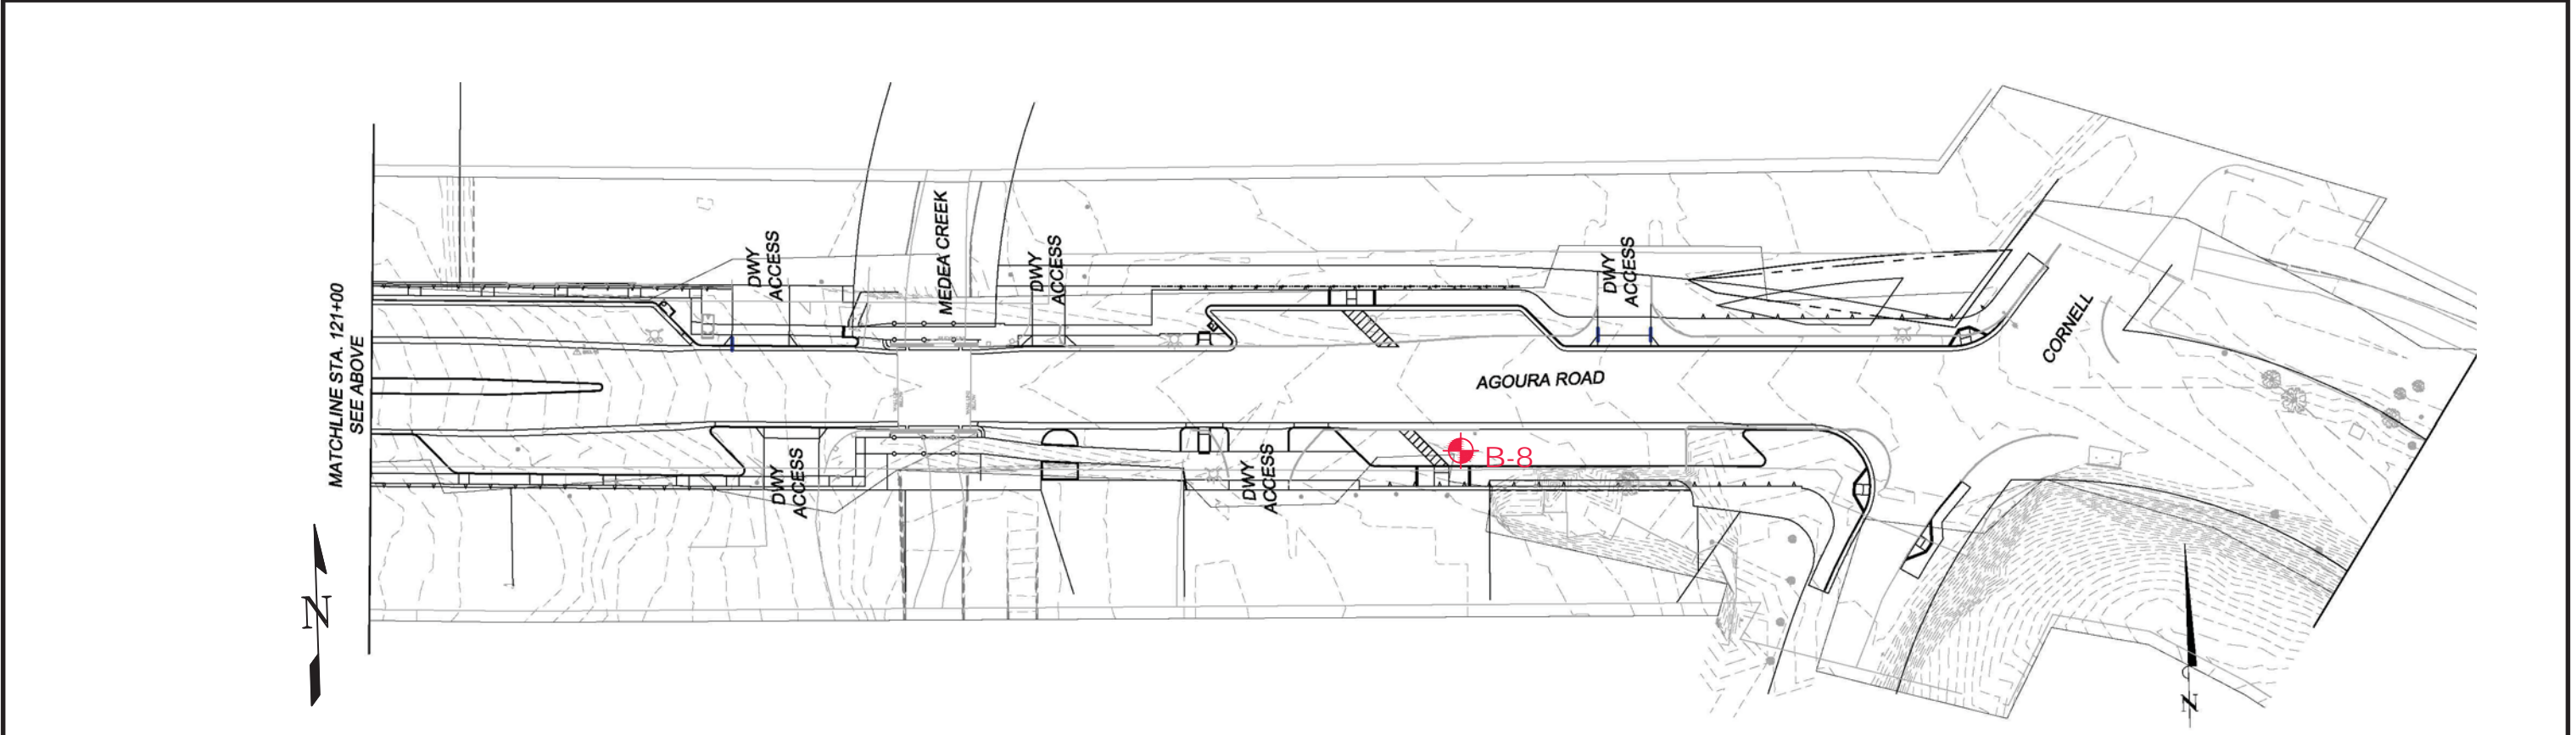 MATCHLINE STA. 121+00
SEE ABOVE
DWY
ACCESS
MEDEA CREEK
DWY
ACCESS
DWY
ACCESS
CORNELL
AGOURA ROAD
B-8
DWY
ACCESS
DWY
ACCESS
N
N